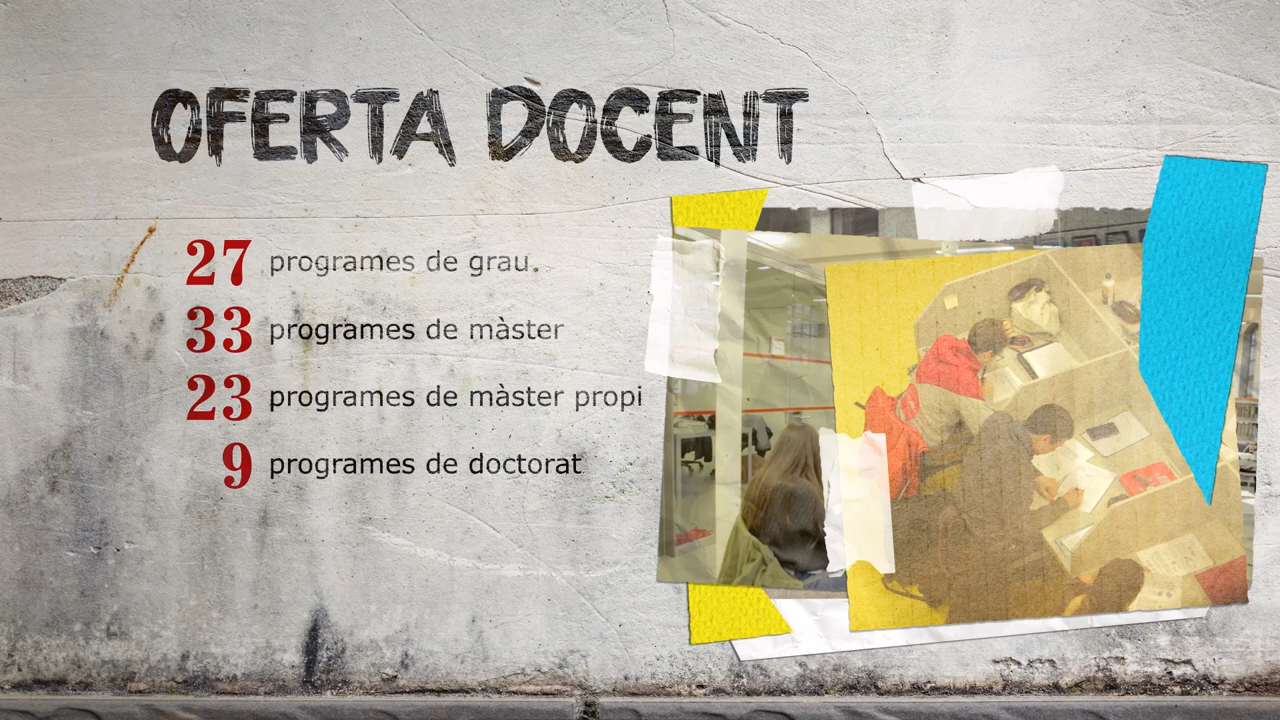 OFERTA DOCENT
27 programes de grau
33 programes de màster
23 programes de màster propi
9 programes de doctorat